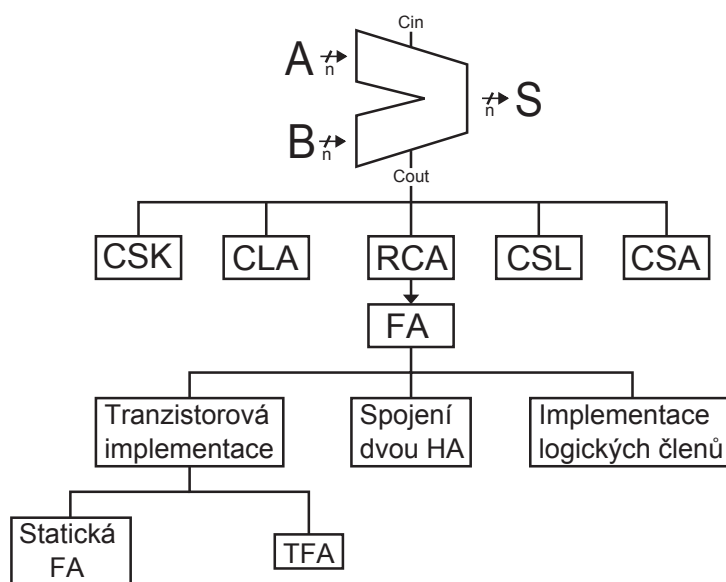 Cin
A
n
n
S
B
n
Cout
CSK
CLA
RCA
CSL
CSA
FA
Tranzistorová
implementace
Spojení
dvou HA
Implementace
logických členů
Statická
FA
TFA